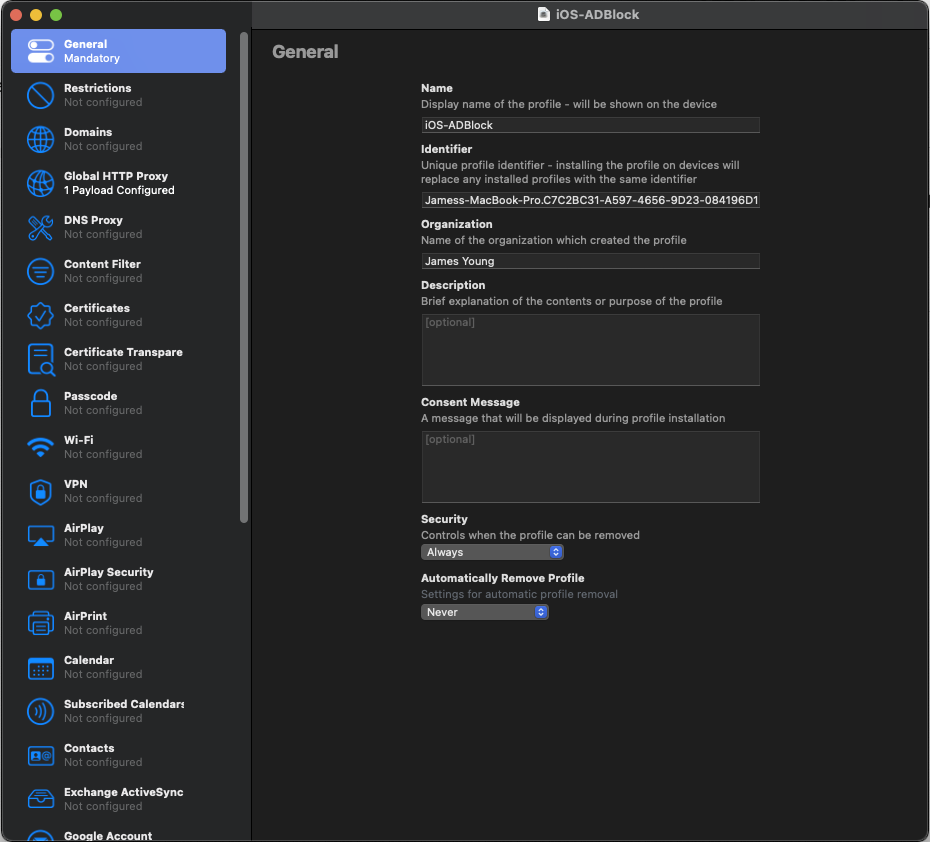 iOS-ADBlock
General
Mandatory
Restrictions
Not configured
Domains
Not configured
Global HTTP Proxy
1 Payload Configured
DNS Proxy
Not configured
Content Filter
Not configured
Certificates
Not configured
Certificate Transpare
Not configured
Passcode
Not configured
Wi-Fi
Not configured
VPN
Not configured
AirPlay
Not configured
AirPlay Security
Not configured
AirPrint
Not configured
Calendar
Not configured
Subscribed Calendars
Not configured
Contacts
Not configured
Exchange ActiveSync
Not configured
Google Account
General
Name
Display name of the profile - will be shown on the device
iOS-ADBlock
Identifier
Unique profile identifier - installing the profile on devices will
replace any installed profiles with the same identifier
Jamess-MacBook-Pro.C7C2BC31-A597-4656-9D23-084196D1
Organization
Name of the organization which created the profile
James Young
Description
Brief explanation of the contents or purpose of the profile
[optional]
Consent Message
A message that will be displayed during profile installation
[optional]
Security
Controls when the profile can be removed
Always
Automatically Remove Profile
Settings for automatic profile removal
Never